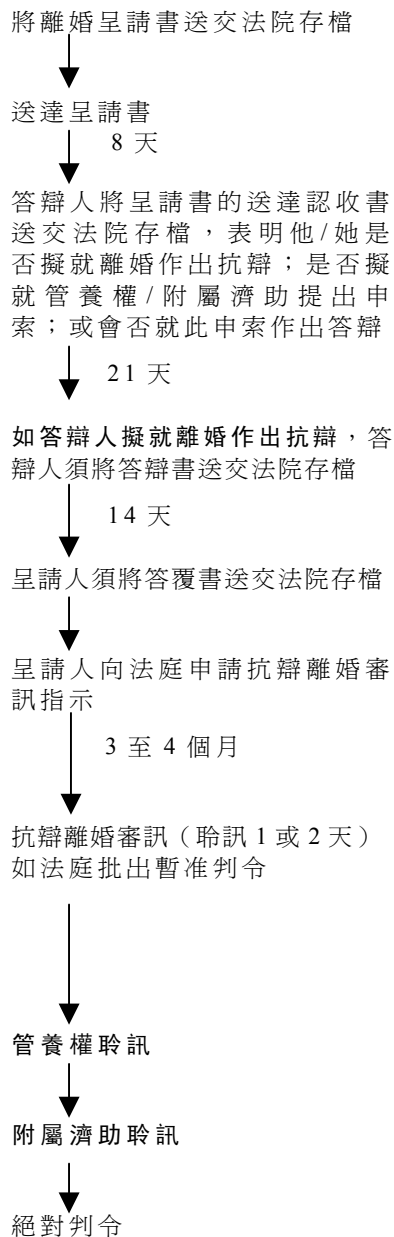 將離婚呈請書送交法院存檔
送達呈請書
8 天
答辯人將呈請書的送達認收書
送交法院存檔，表明他/她是
否擬就離婚作出抗辯；是否擬
就管養權/附屬濟助提出申
索；或會否就此申索作出答辯
21 天
如答辯人擬就離婚作出抗辯，答
辯人須將答辯書送交法院存檔
14 天
呈請人須將答覆書送交法院存檔
呈請人向法庭申請抗辯離婚審
訊指示
3 至 4 個月
抗辯離婚審訊（聆訊 1 或 2 天）
如法庭批出暫准判令
管養權聆訊
附屬濟助聆訊
絕對判令